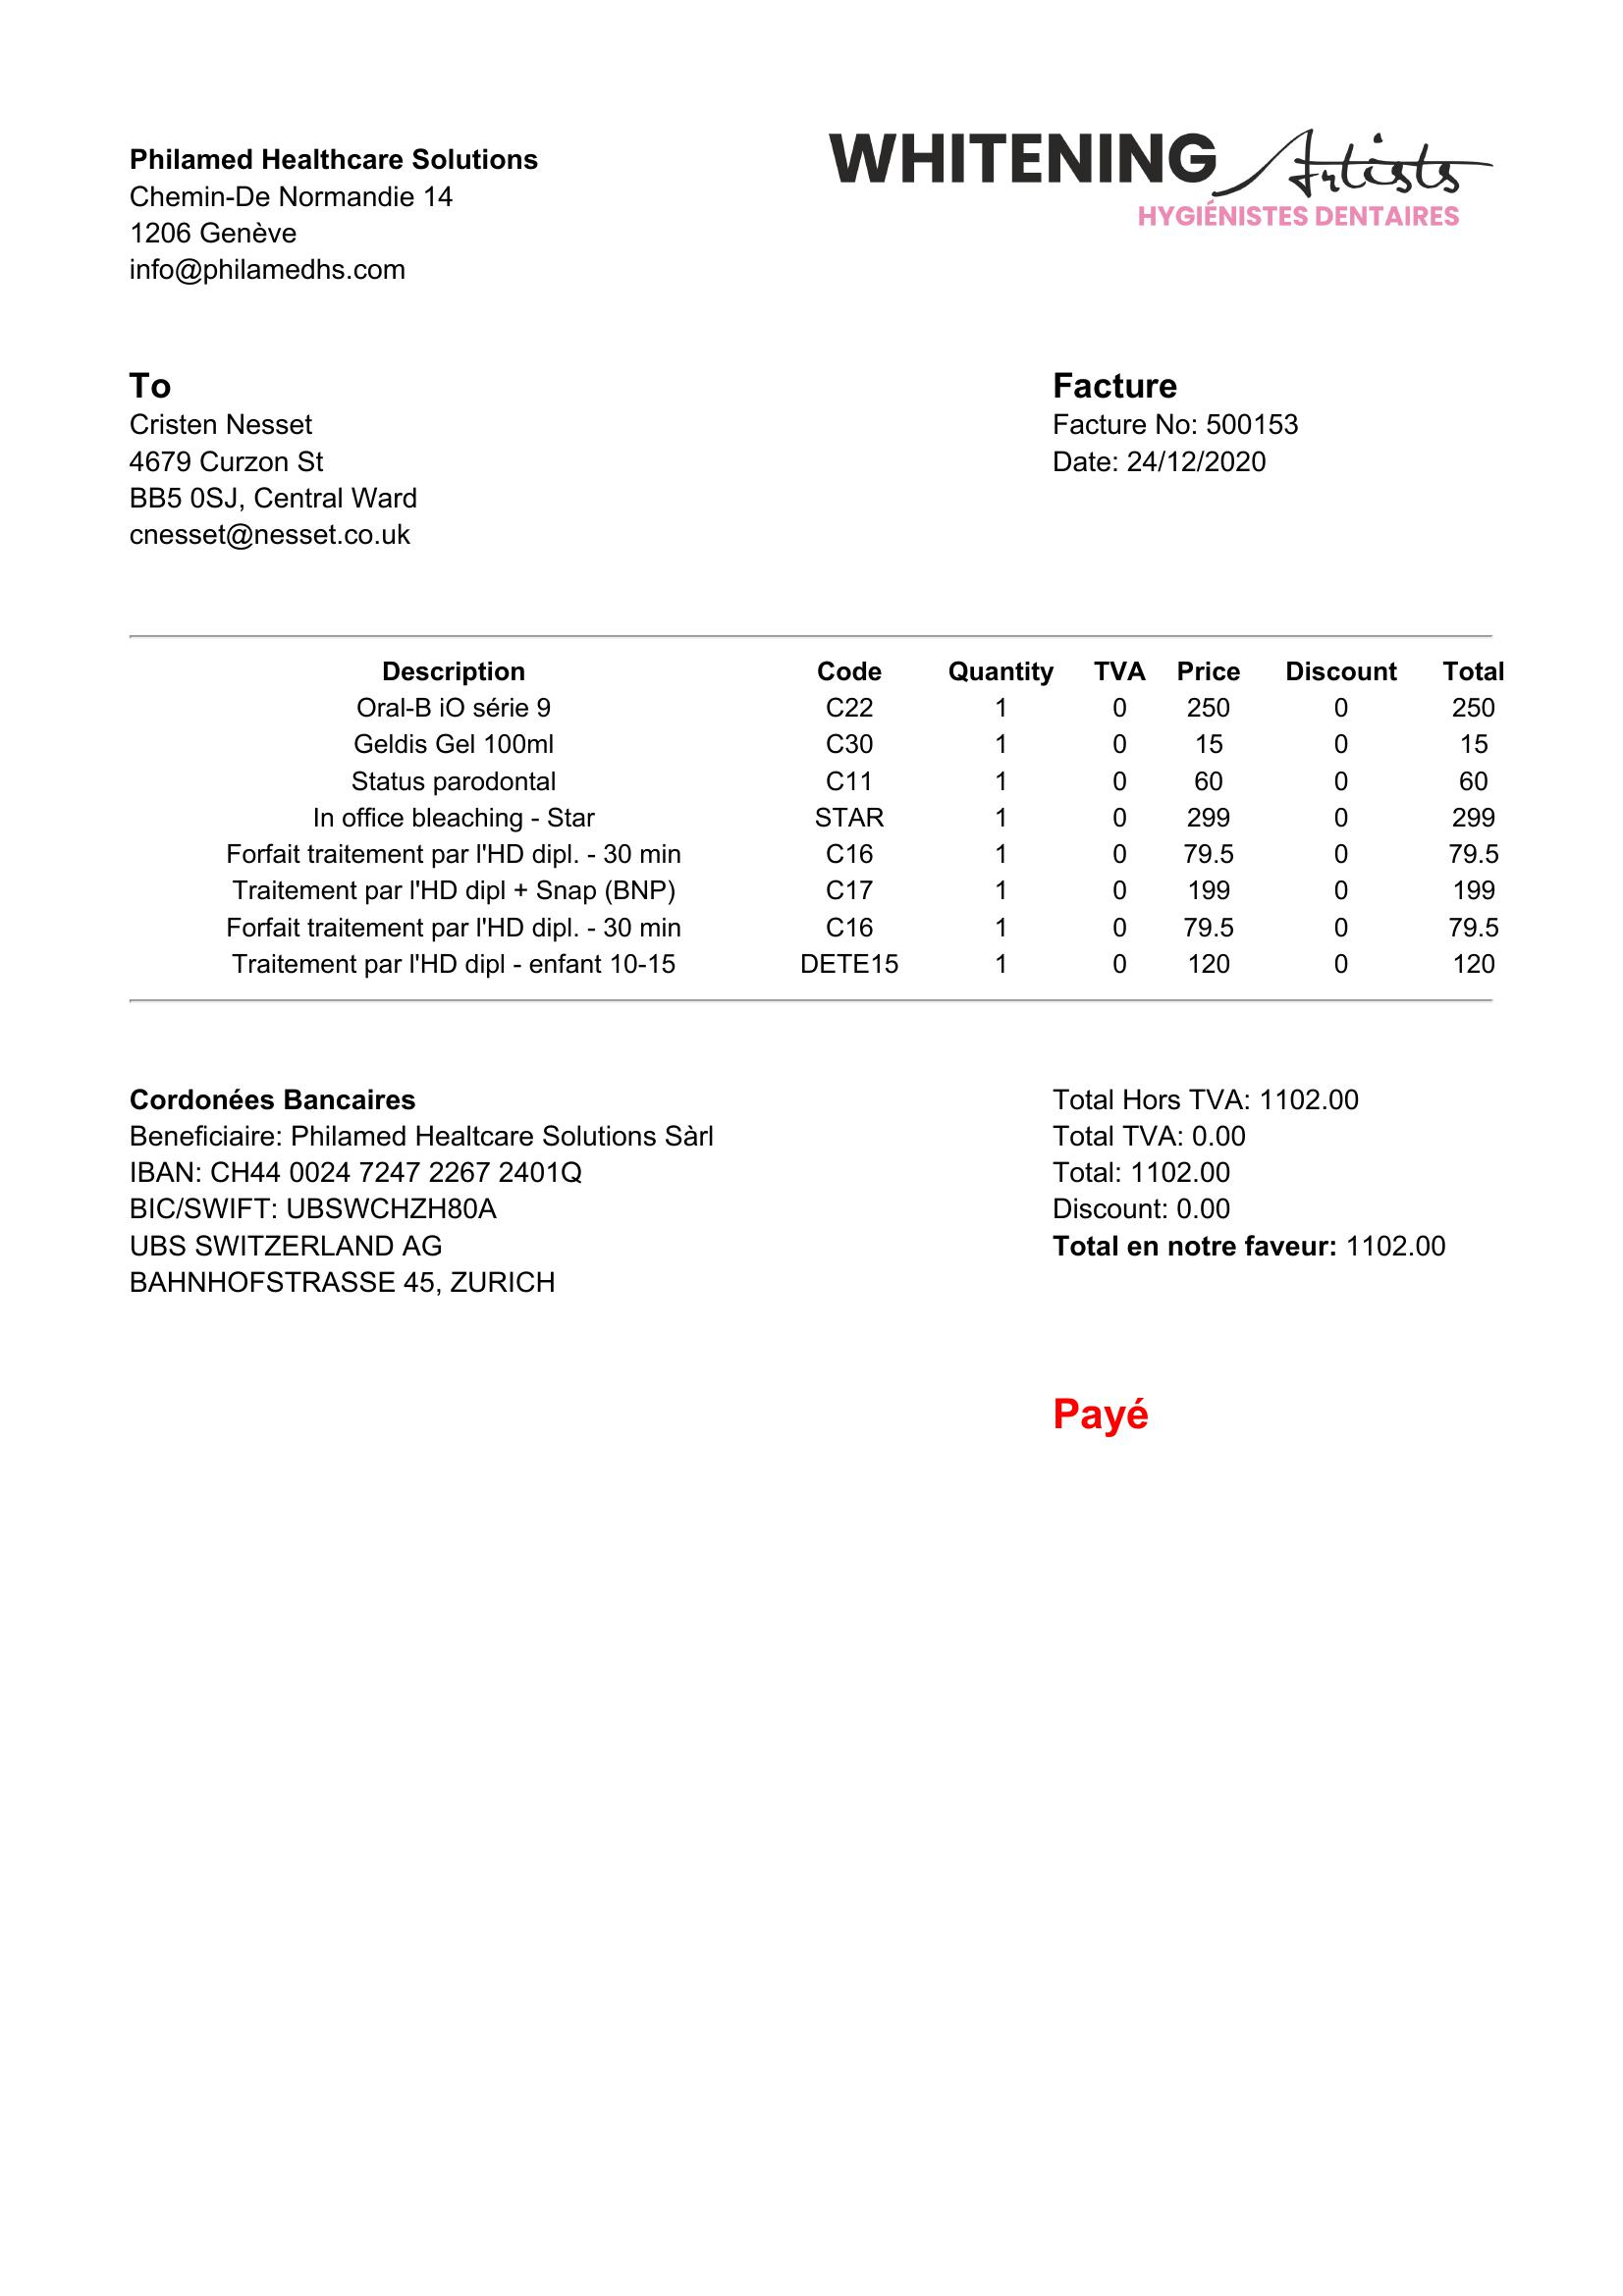 Philamed Healthcare Solutions
Chemin-De Normandie 14
1206 Genève
info@philamedhs.com
WHITENING Artists
HYGIÉNISTES DENTAIRES
To
Cristen Nesset
4679 Curzon St
BB5 0SJ, Central Ward
cnesset@nesset.co.uk
Facture
Facture No: 500153
Date: 24/12/2020
Description Code Quantity TVA Price Discount Total
Oral-B iO série 9 C22 1 0 250 0 250
Geldis Gel 100ml C30 1 0 15 0 15
Status parodontal C11 1 0 60 0 60
In office bleaching - Star STAR 1 0 299 0 299
Forfait traitement par l'HD dipl. - 30 min C16 1 0 79.5 0 79.5
Traitement par l'HD dipl + Snap (BNP) C17 1 0 199 0 199
Forfait traitement par l'HD dipl. - 30 min C16 1 0 79.5 0 79.5
Traitement par l'HD dipl - enfant 10-15 DETE15 1 0 120 0 120
Cordonées Bancaires
Beneficiaire: Philamed Healtcare Solutions Sàrl
IBAN: CH44 0024 7247 2267 2401Q
BIC/SWIFT: UBSWCHZH80A
UBS SWITZERLAND AG
BAHNHOFSTRASSE 45, ZURICH
Total Hors TVA: 1102.00
Total TVA: 0.00
Total: 1102.00
Discount: 0.00
Total en notre faveur: 1102.00
Payé